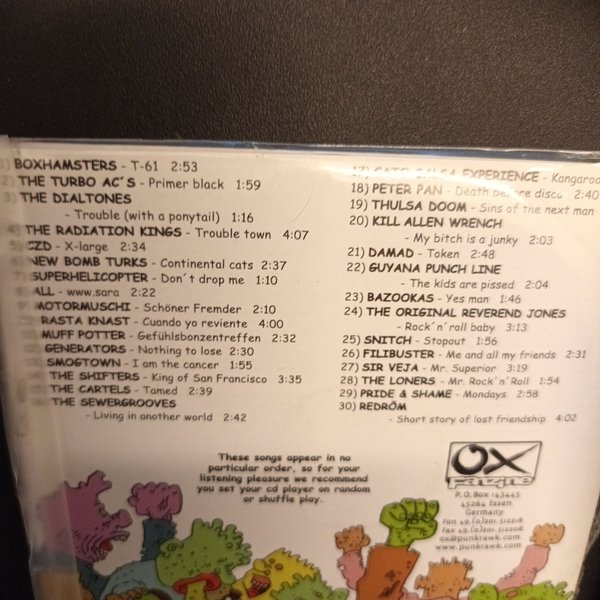 1) BOXHAMSTERS - T-61 2:53
2) THE TURBO AC´S - Primer black 1:59
3) THE DIALTONES
- Trouble (with a ponytail) 1:16
4) THE RADIATION KINGS - Trouble town 4:07
5) CZD - X-large 2:34
NEW BOMB TURKS - Continental cats 2:37
SUPERHELICOPTER - Don´t drop me 1:10
ALL - www.sara 2:22
MOTORMUSCHI - Schöner Fremder 2:10
RASTA KNAST - Cuando yo reviente 4:00
MUFF POTTER - Gefühlsbonzentreffen 2:32
GENERATORS - Nothing to lose 2:30
SMOGTOWN - I am the cancer 1:55
THE SHIFTERS - King of San Francisco 3:35
THE CARTELS - Tamed 2:39
THE SEWERGROOVES
- Living in another world 2:42
17) CATO SALSA EXPERIENCE - Kangaroo
18) PETER PAN - Death before disco 2:40
19) THULSA DOOM - Sins of the next man
20) KILL ALLEN WRENCH
- My bitch is a junky 2:03
21) DAMAD - Token 2:48
22) GUYANA PUNCH LINE
- The kids are pissed 2:04
23) BAZOOKAS - Yes man 1:46
24) THE ORIGINAL REVEREND JONES
- Rock´n´roll baby 3:13
25) SNITCH - Stopout 1:56
26) FILIBUSTER - Me and all my friends 2:31
27) SIR VEJA - Mr. Superior 3:19
28) THE LONERS - Mr. Rock´n´Roll 1:54
29) PRIDE & SHAME - Mondays 2:58
30) REDRÖM
- Short story of lost friendship 4:02
These songs appear in no
particular order, so for your
listening pleasure we recommend
you set your cd player on random
or shuffle play.
OX
fanzine
P.O.Box 143445
45264 Essen
Germany
ox@punkrawk.com
www.punkrawk.com